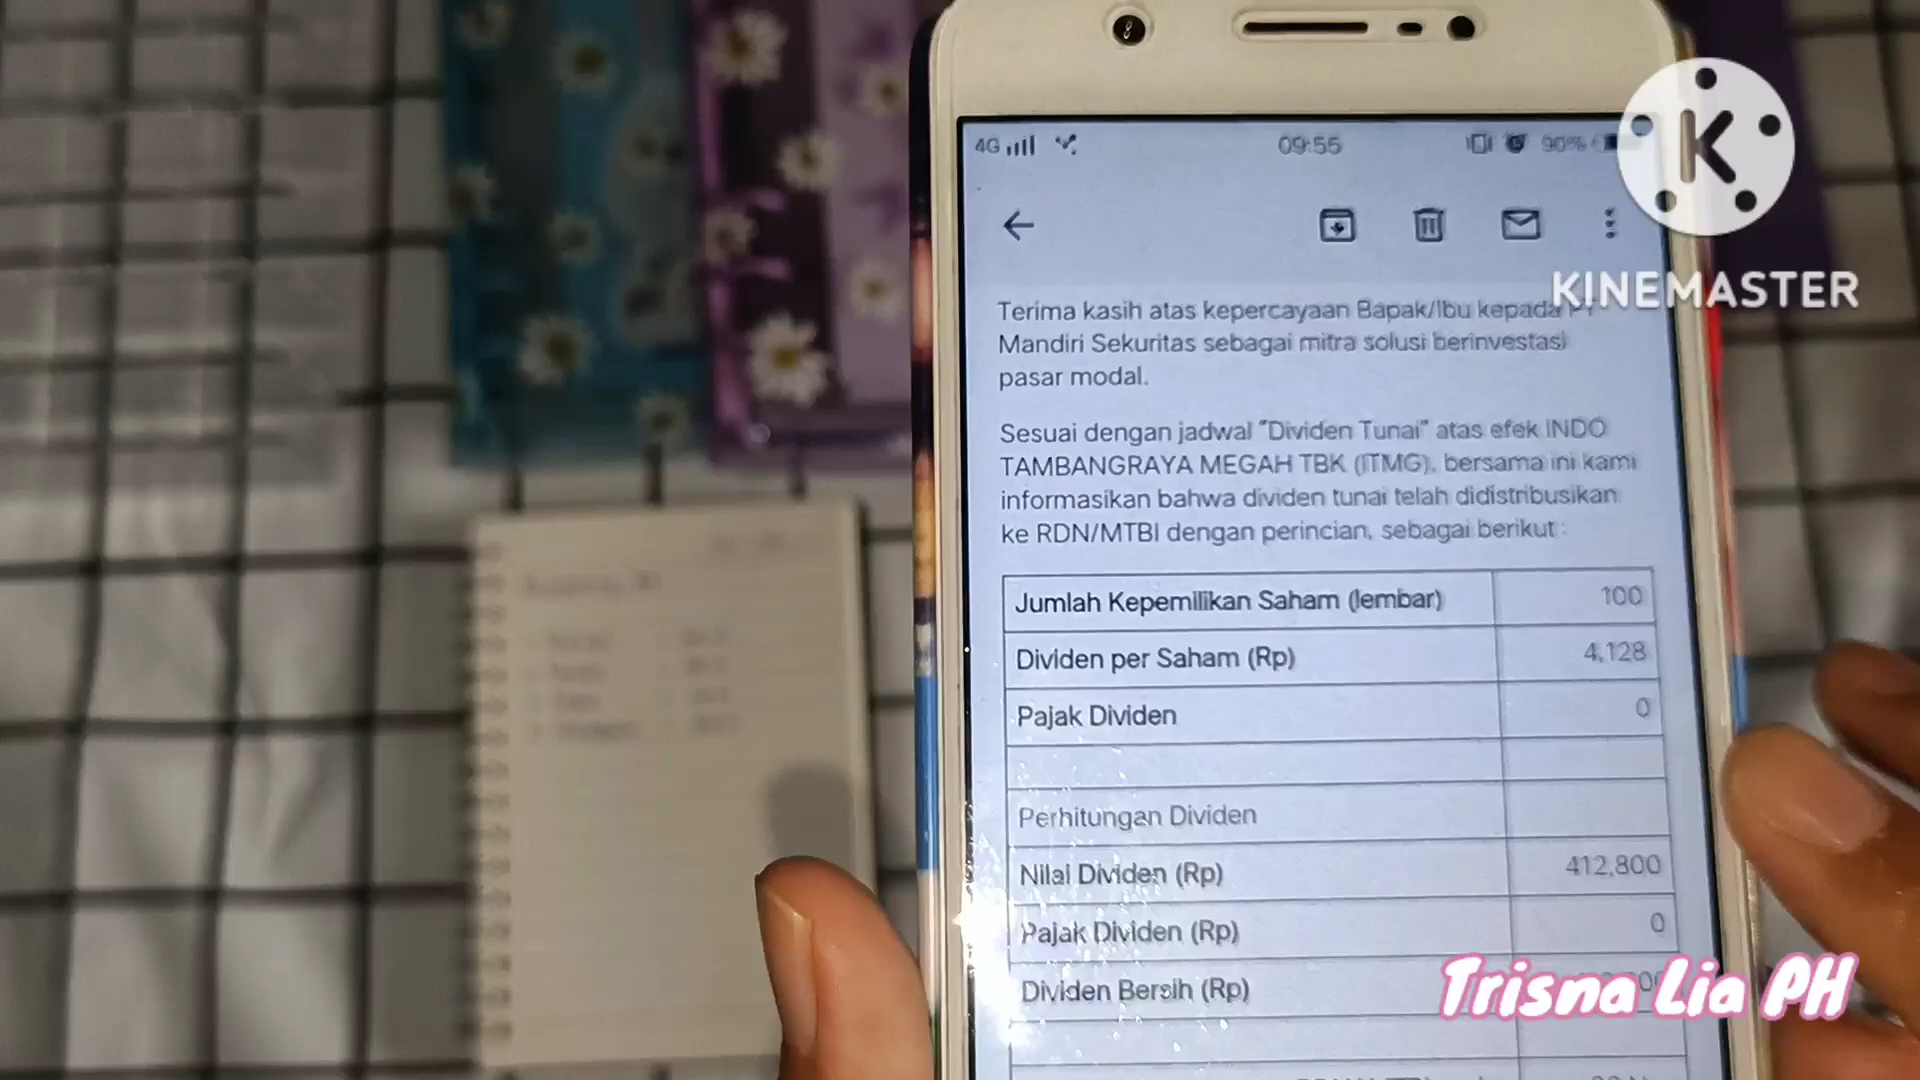 4G
09:55
90%
KINEMASTER
Terima kasih atas kepercayaan Bapak/Ibu kepada PT
Mandiri Sekuritas sebagai mitra solusi berinvestasi
pasar modal.
Sesuai dengan jadwal "Dividen Tunai" atas efek INDO
TAMBANGRAYA MEGAH TBK (ITMG), bersama ini kami
informasikan bahwa dividen tunai telah didistribusikan
ke RDN/MTBI dengan perincian, sebagai berikut :
Jumlah Kepemilikan Saham (lembar) 100
Dividen per Saham (Rp) 4,128
Pajak Dividen 0
Perhitungan Dividen
Nilai Dividen (Rp) 412,800
Pajak Dividen (Rp) 0
Dividen Bersih (Rp)
Trisna Lia PH